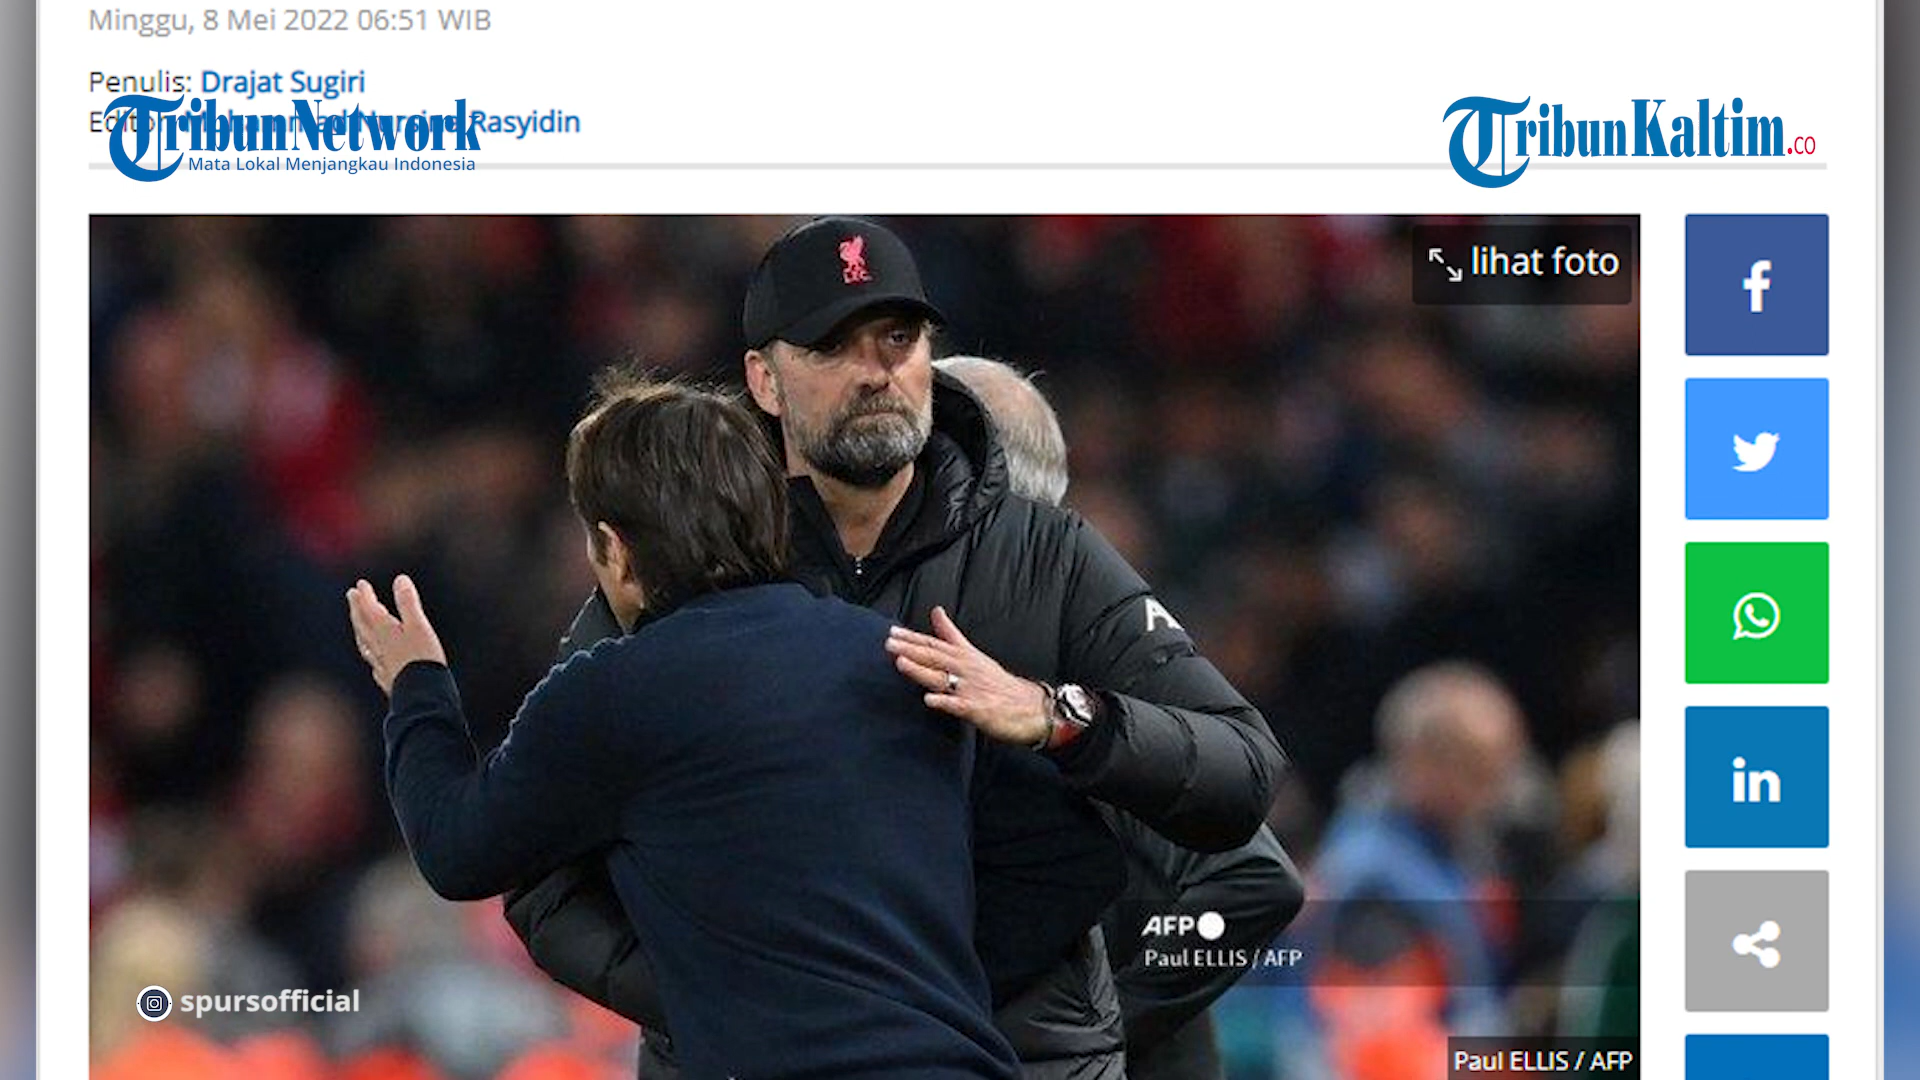 Minggu, 8 Mei 2022 06:51 WIB
Penulis: Drajat Sugiri
Rasyidin
TribunNetwork
Mata Lokal Menjangkau Indonesia
TribunKaltim.co
lihat foto
L.F.C.
f
A
in
AFP
Paul ELLIS / AFP
spursofficial
Paul ELLIS / AFP